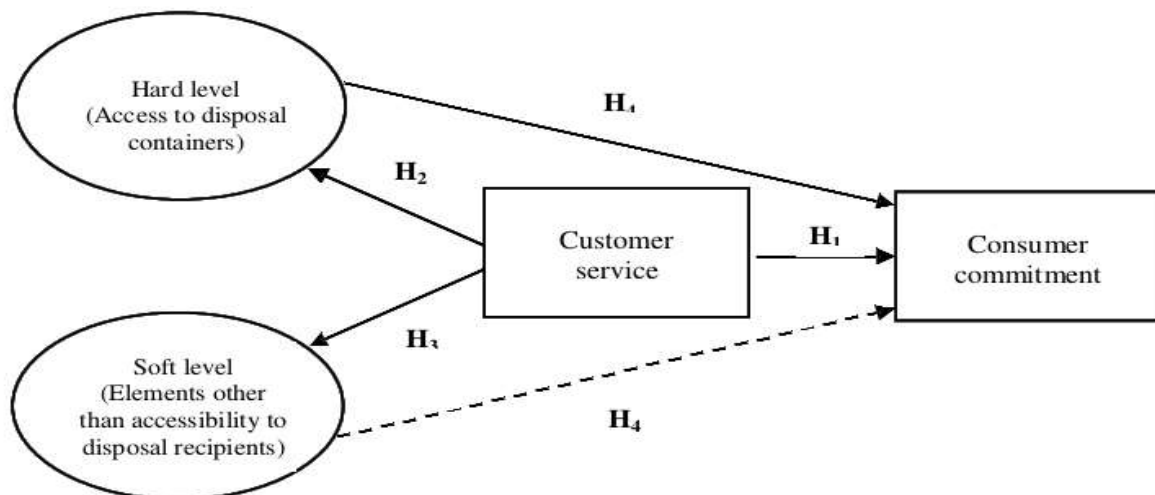 Hard level
(Access to disposal
containers)
H₄
H₂
Customer
service
H₁
Consumer
commitment
H₃
Soft level
(Elements other
than accessibility to
disposal recipients)
H₄